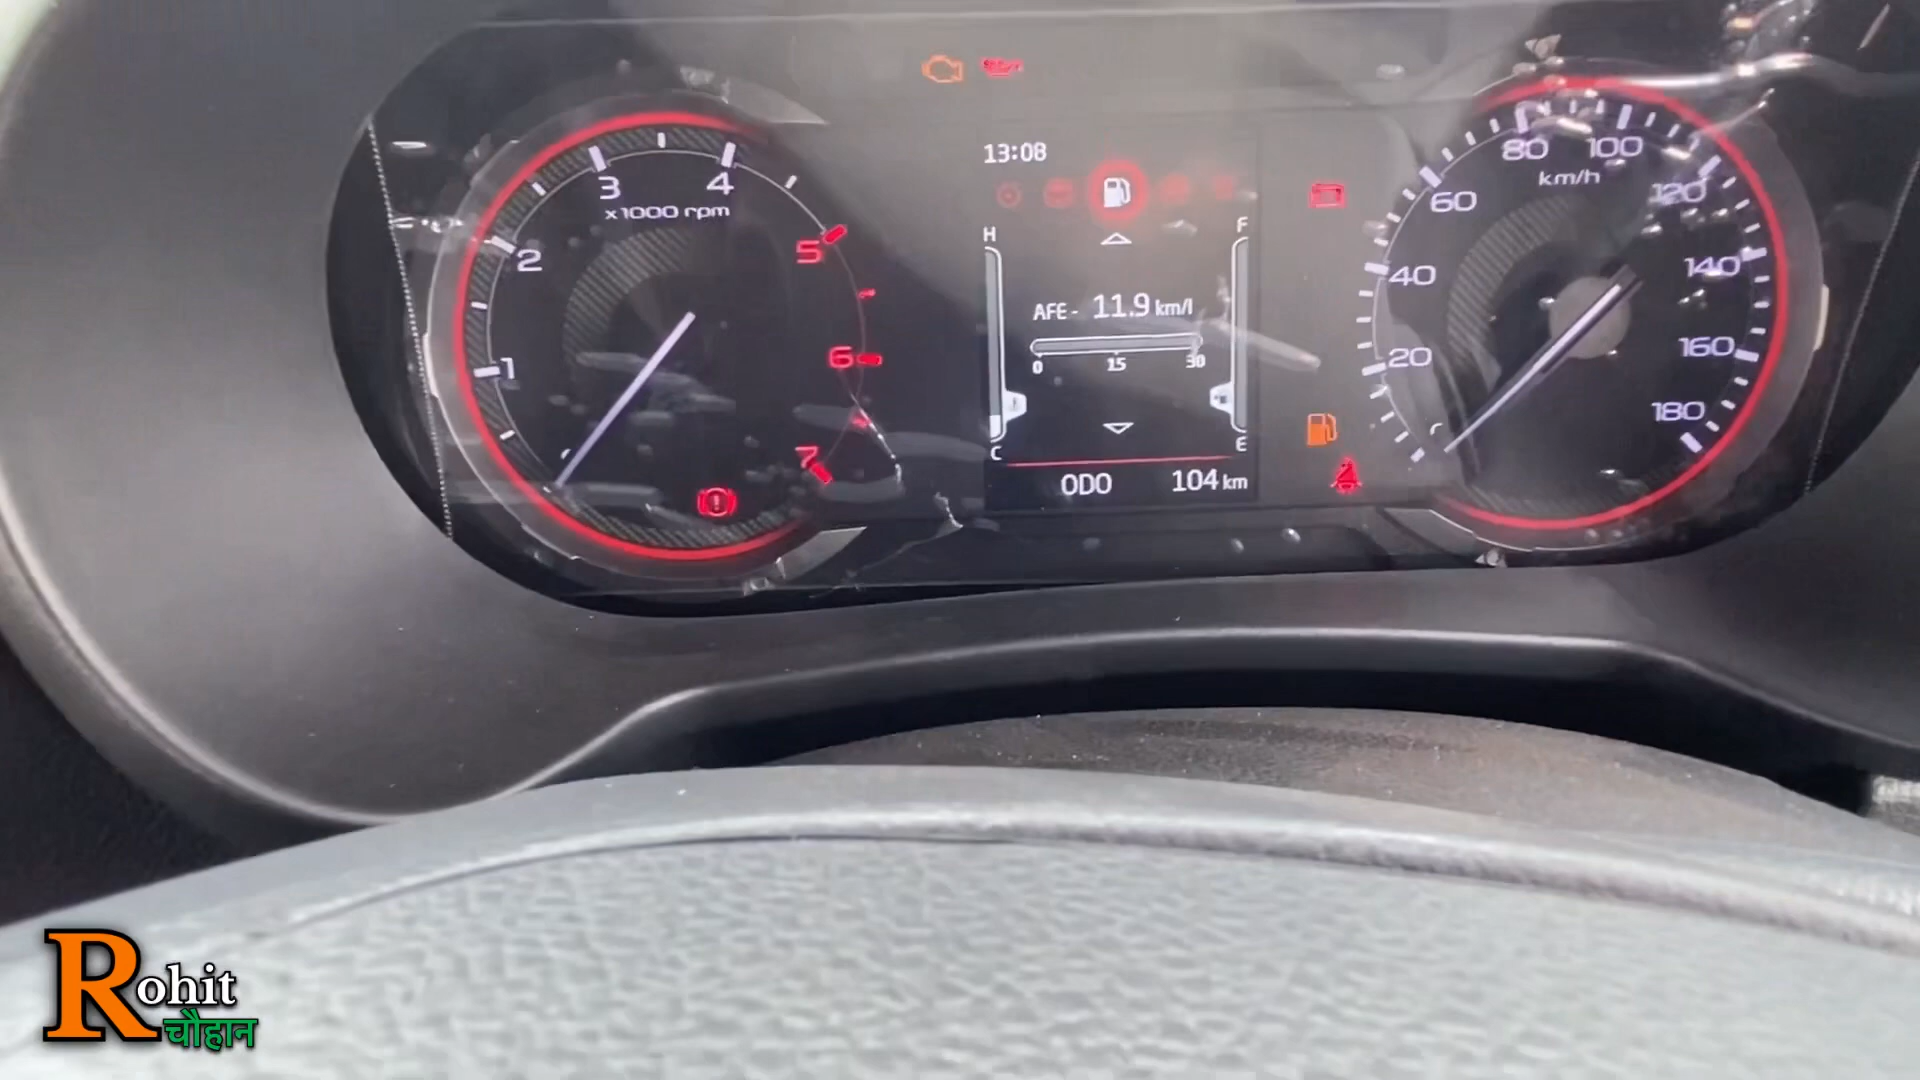 13:08
3
4
x1000 rpm
2
5
1
6
7
H
F
AFE - 11.9 km/l
0 15 30
C
E
ODO 104 km
80
100
km/h
60
120
40
140
20
160
180
Rohit
चौहान